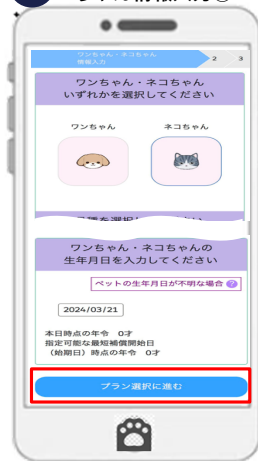 ワンちゃん・ネコちゃん
情報入力
2
3
ワンちゃん・ネコちゃん
いずれかを選択してください
ワンちゃん
ネコちゃん
ワンちゃん・ネコちゃんの
生年月日を入力してください
ペットの生年月日が不明な場合 ?
2024/03/21
本日時点の年令 0才
指定可能な最短補償開始日
(始期日)時点の年令 0才
プラン選択に進む